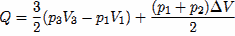 Q = \frac{3}{2}(p_3V_3 - p_1V_1) + \frac{(p_1 + p_2)\Delta V}{2}